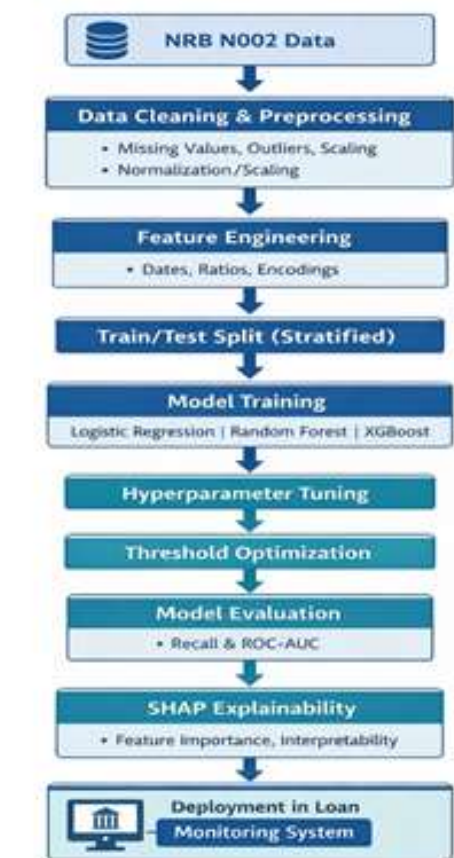 NRB N002 Data
Data Cleaning & Preprocessing
• Missing Values, Outliers, Scaling
• Normalization/Scaling
Feature Engineering
• Dates, Ratios, Encodings
Train/Test Split (Stratified)
Model Training
Logistic Regression | Random Forest | XGBoost
Hyperparameter Tuning
Threshold Optimization
Model Evaluation
• Recall & ROC-AUC
SHAP Explainability
• Feature Importance, Interpretability
Deployment in Loan
Monitoring System